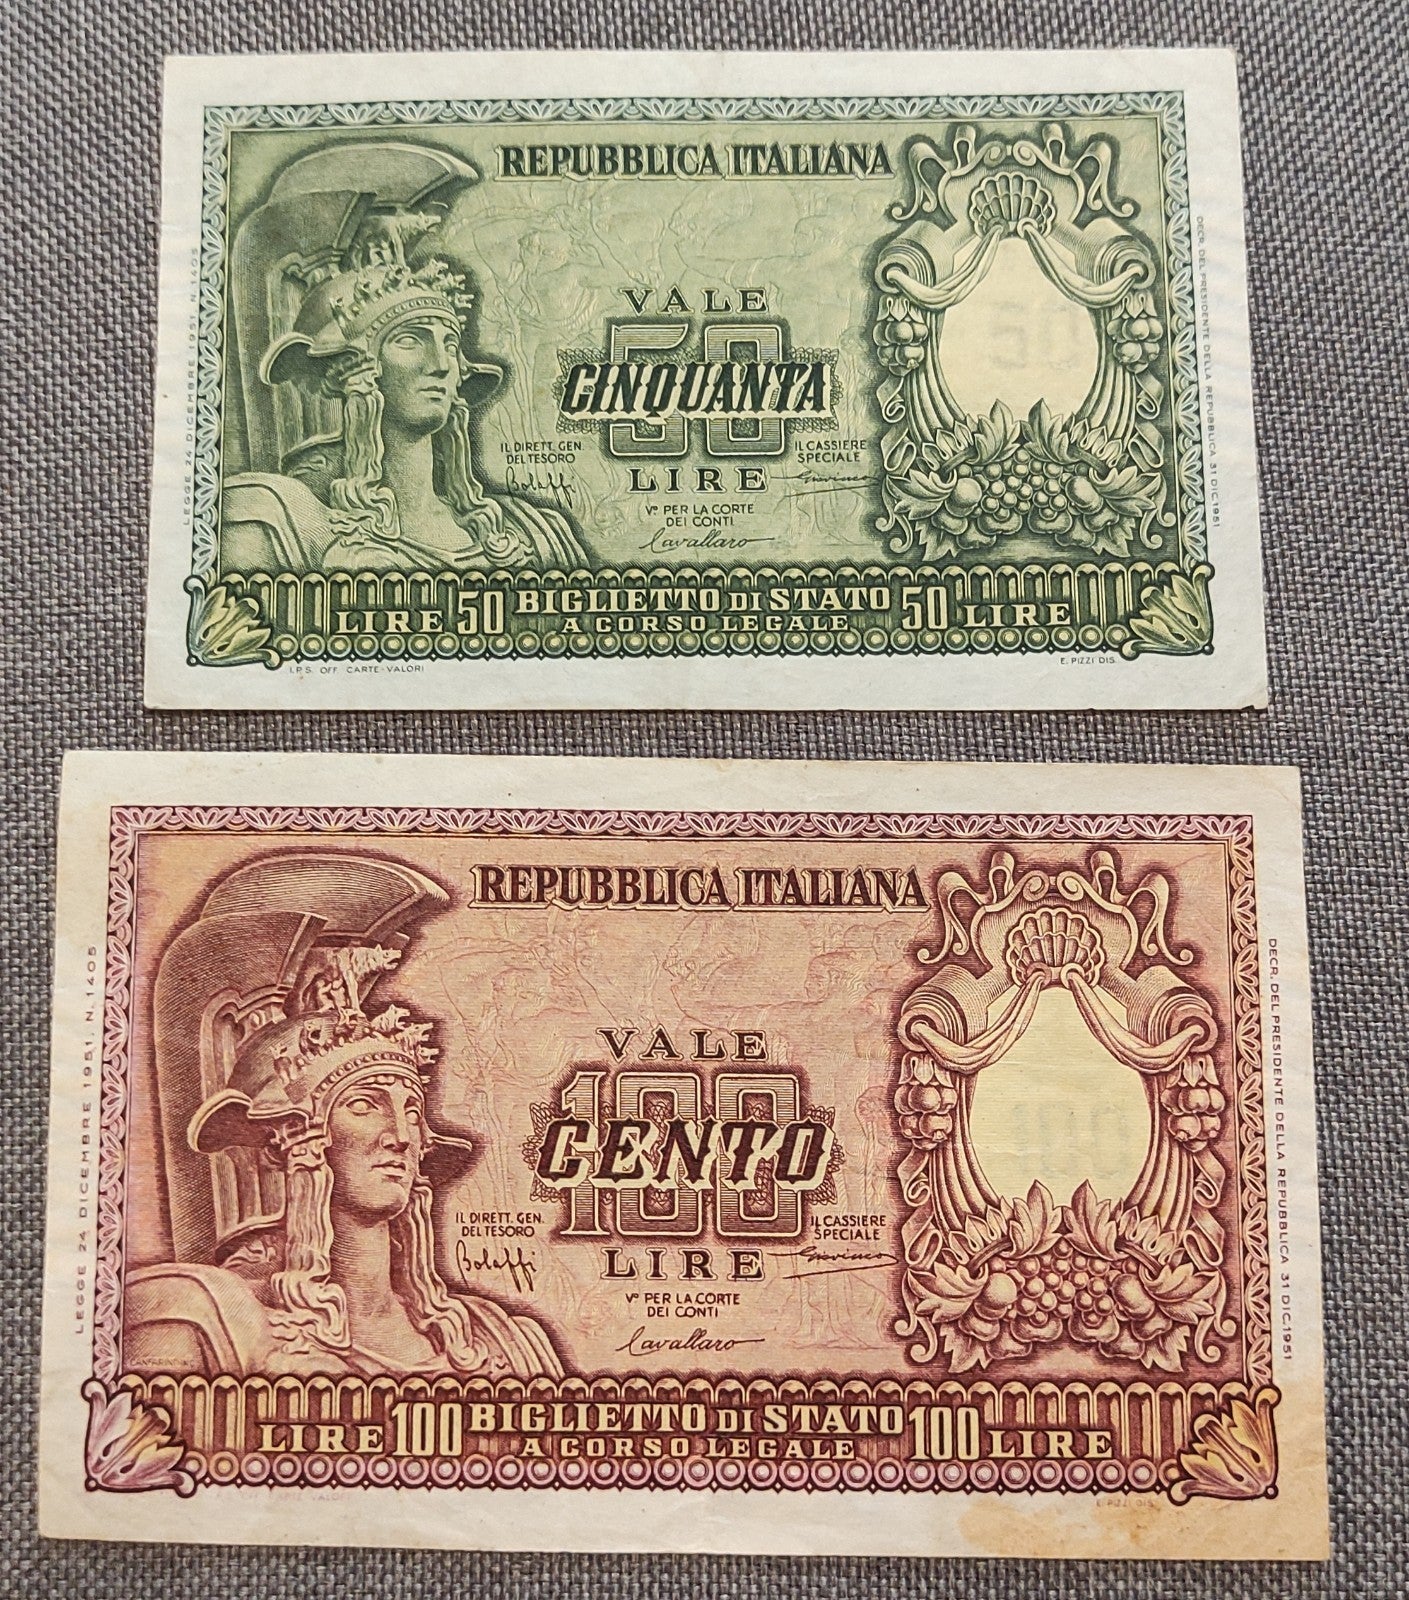 REPUBBLICA ITALIANA
LEGGE 24 DICEMBRE 1951. N. 1405
DECR. DEL PRESIDENTE DELLA REPUBBLICA 31 DIC. 1951
VALE
50
CINQUANTA
LIRE
IL DIRETT. GEN.
DEL TESORO
Bolaffi
IL CASSIERE
SPECIALE
Giovinco
Vº PER LA CORTE
DEI CONTI
Cavallaro
LIRE 50 BIGLIETTO DI STATO 50 LIRE
A CORSO LEGALE
I.P.S. OFF. CARTE-VALORI
E. PIZZI DIS.
REPUBBLICA ITALIANA
LEGGE 24 DICEMBRE 1951. N. 1405
DECR. DEL PRESIDENTE DELLA REPUBBLICA 31 DIC. 1951
VALE
100
CENTO
LIRE
IL DIRETT. GEN.
DEL TESORO
Bolaffi
IL CASSIERE
SPECIALE
Giovinco
Vº PER LA CORTE
DEI CONTI
Cavallaro
LIRE 100 BIGLIETTO DI STATO 100 LIRE
A CORSO LEGALE
E. PIZZI DIS.